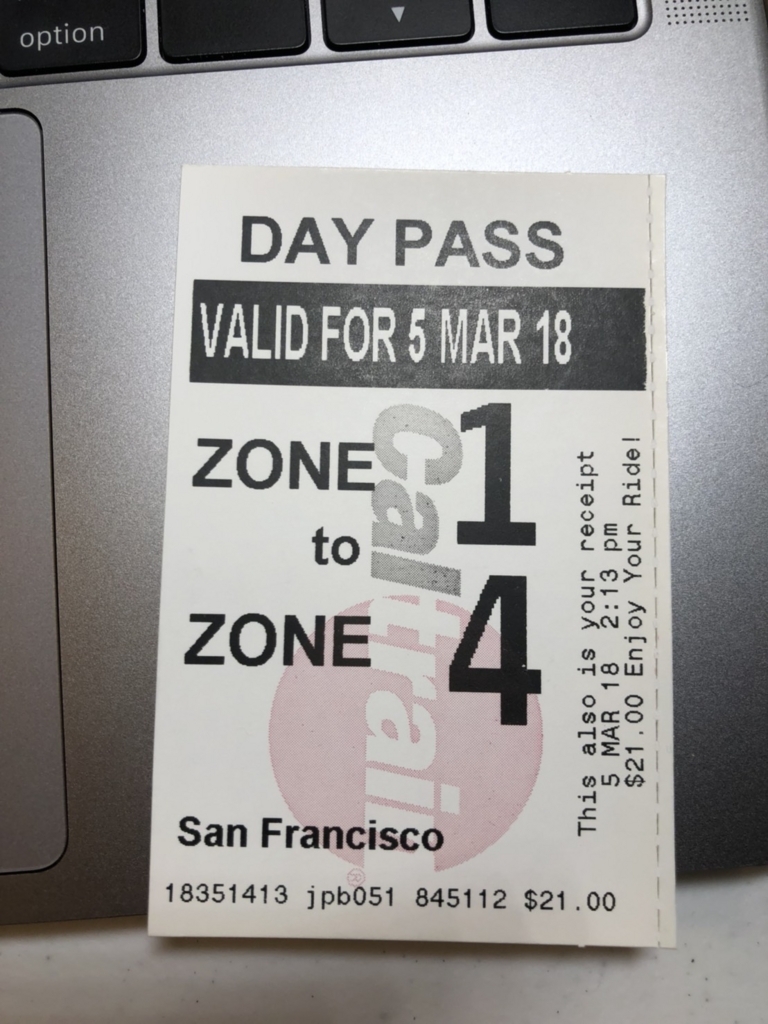 option
DAY PASS
VALID FOR 5 MAR 18
ZONE 1
to
ZONE 4
Caltrain®
San Francisco
18351413 jpb051 845112 $21.00
This also is your receipt
5 MAR 18 2:13 pm
$21.00 Enjoy Your Ride!